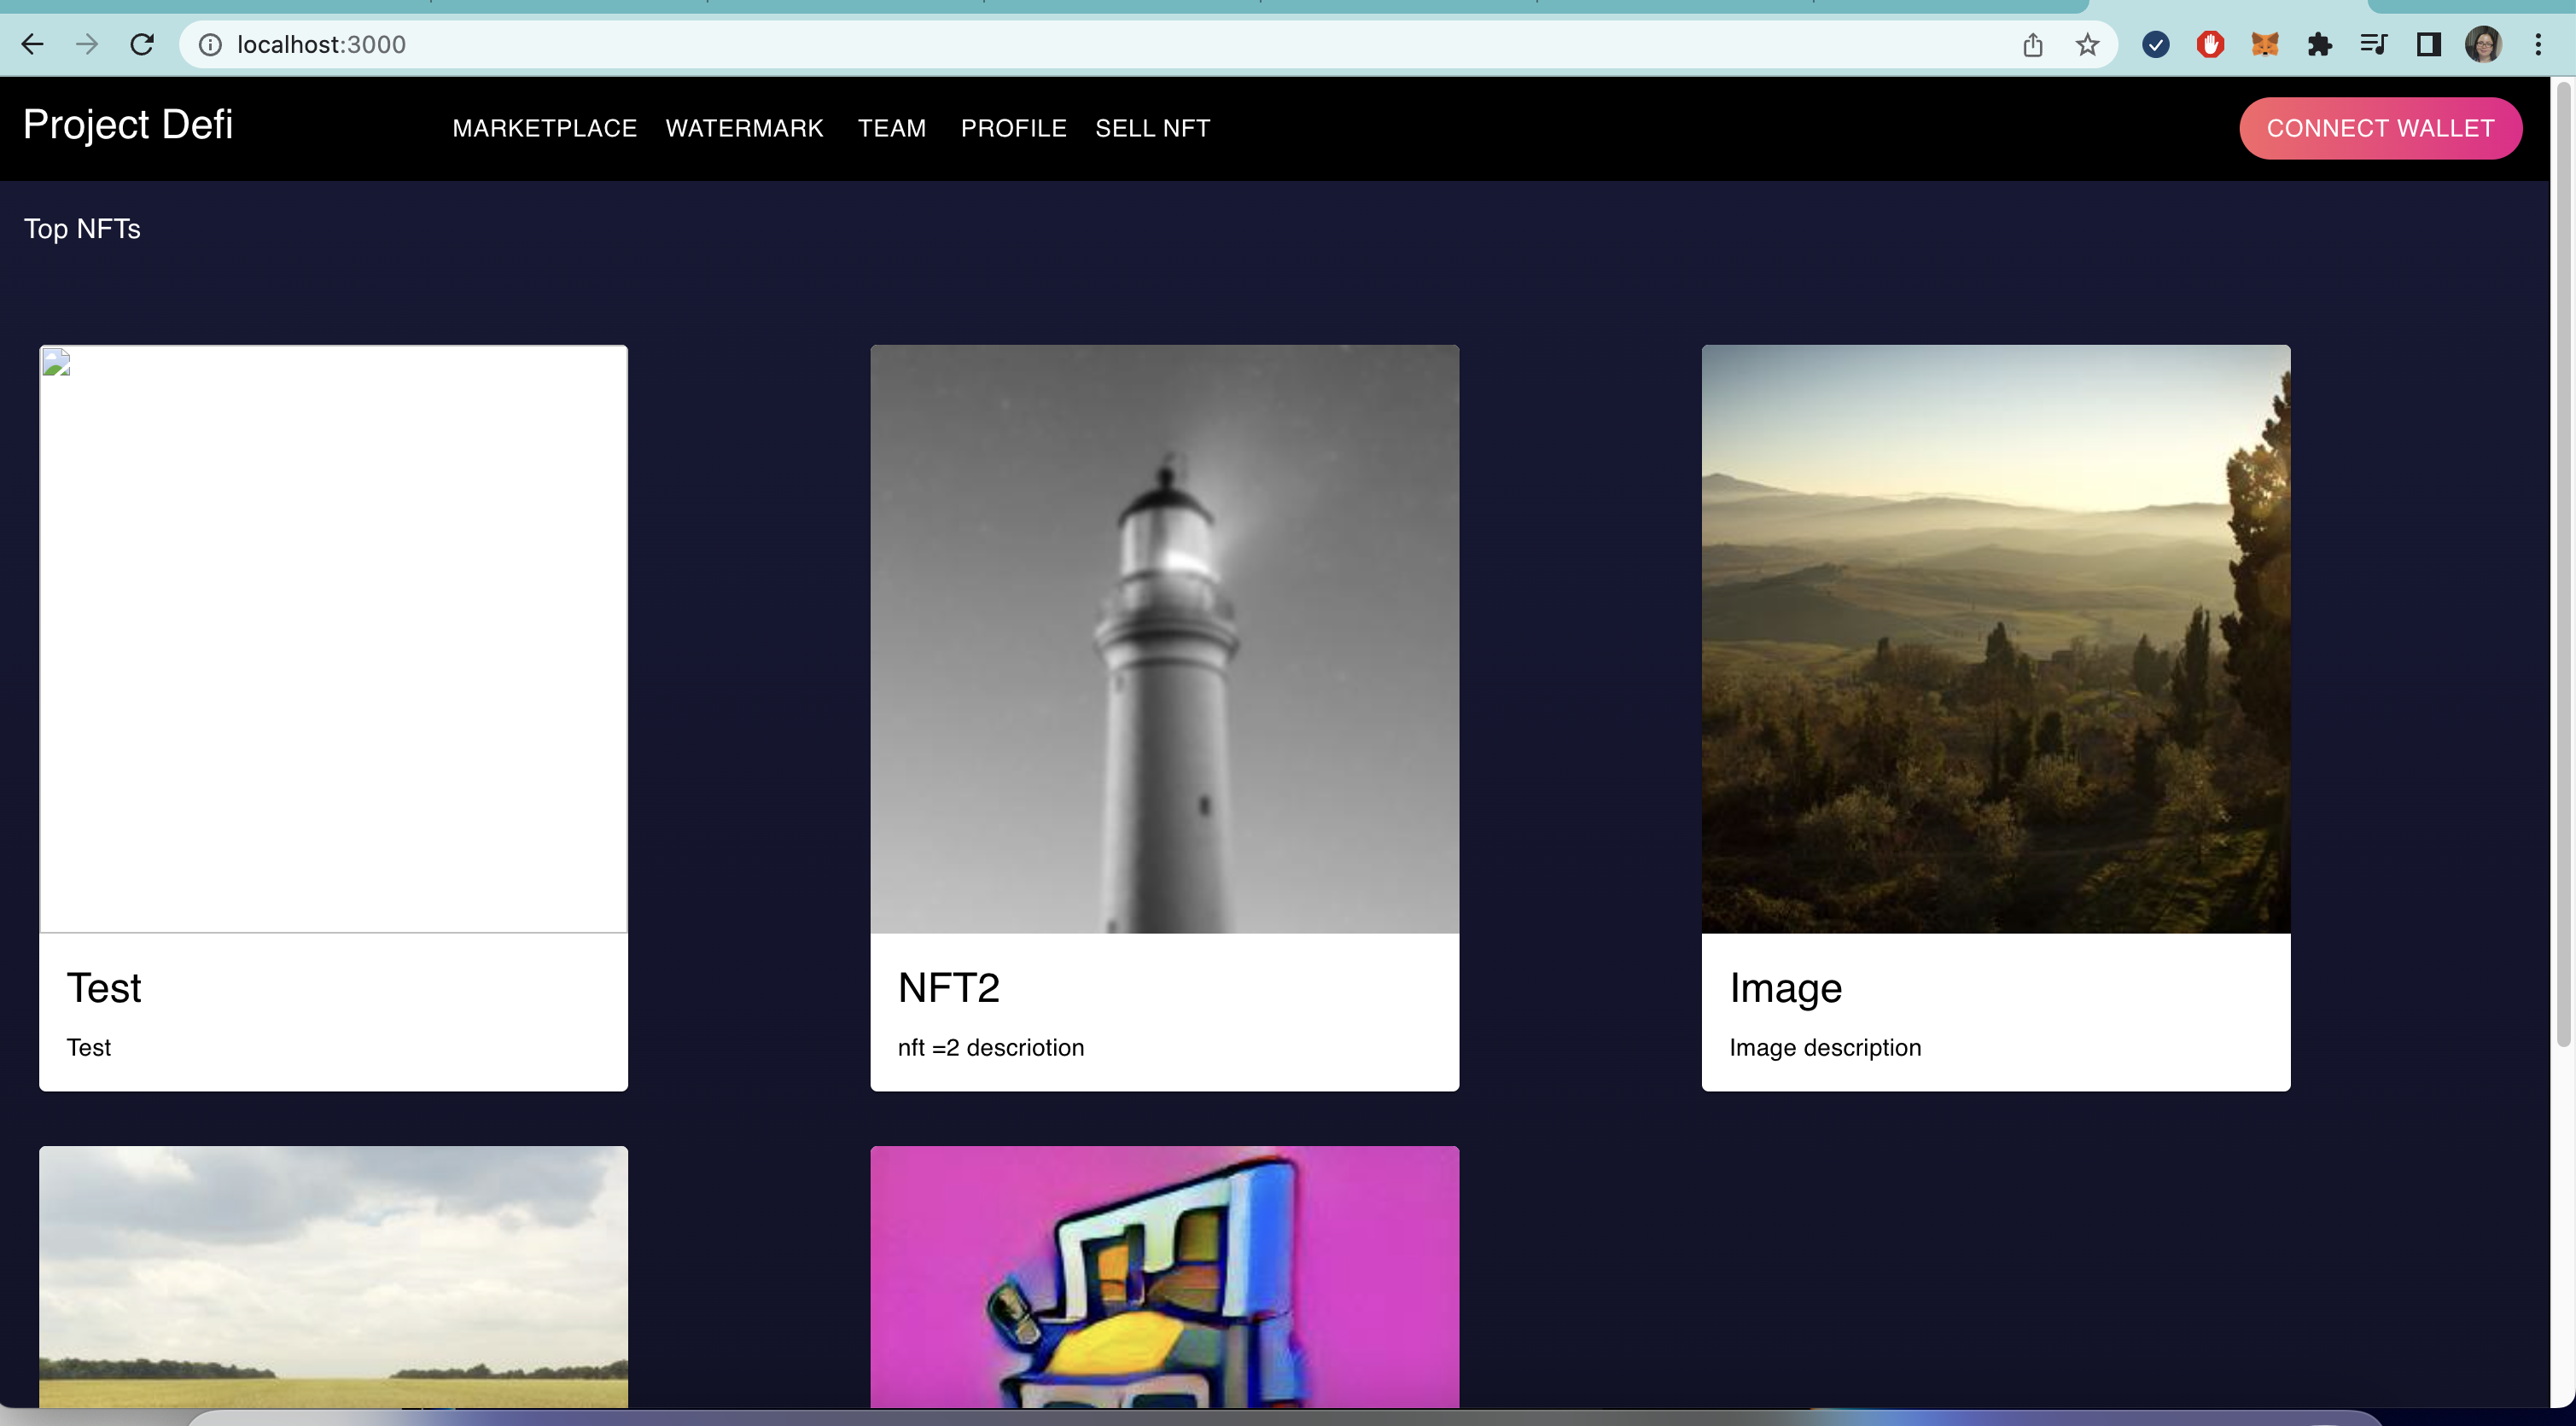 localhost:3000
Project Defi
MARKETPLACE WATERMARK TEAM PROFILE SELL NFT
CONNECT WALLET
Top NFTs
Test
Test
NFT2
nft =2 descriotion
Image
Image description